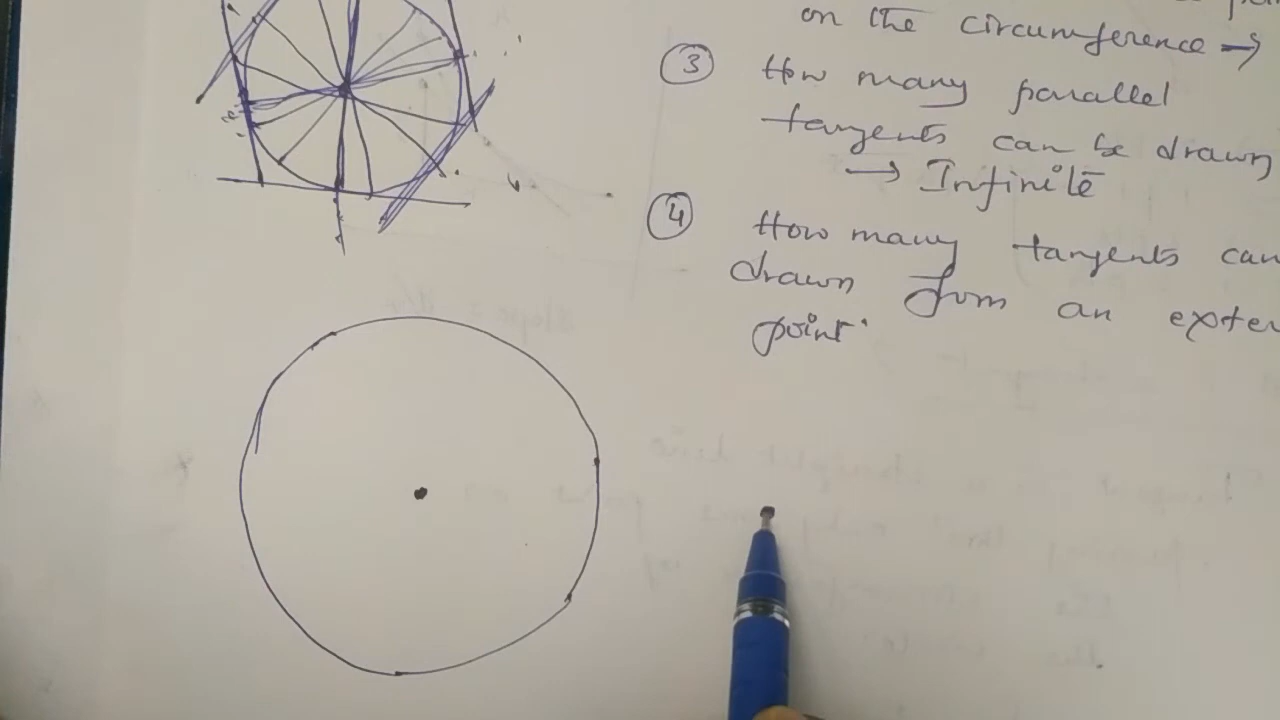 on the circumference →
③ How many parallel
tangents can be drawn
→ Infinite
④ How many tangents can
drawn from an exter
point.